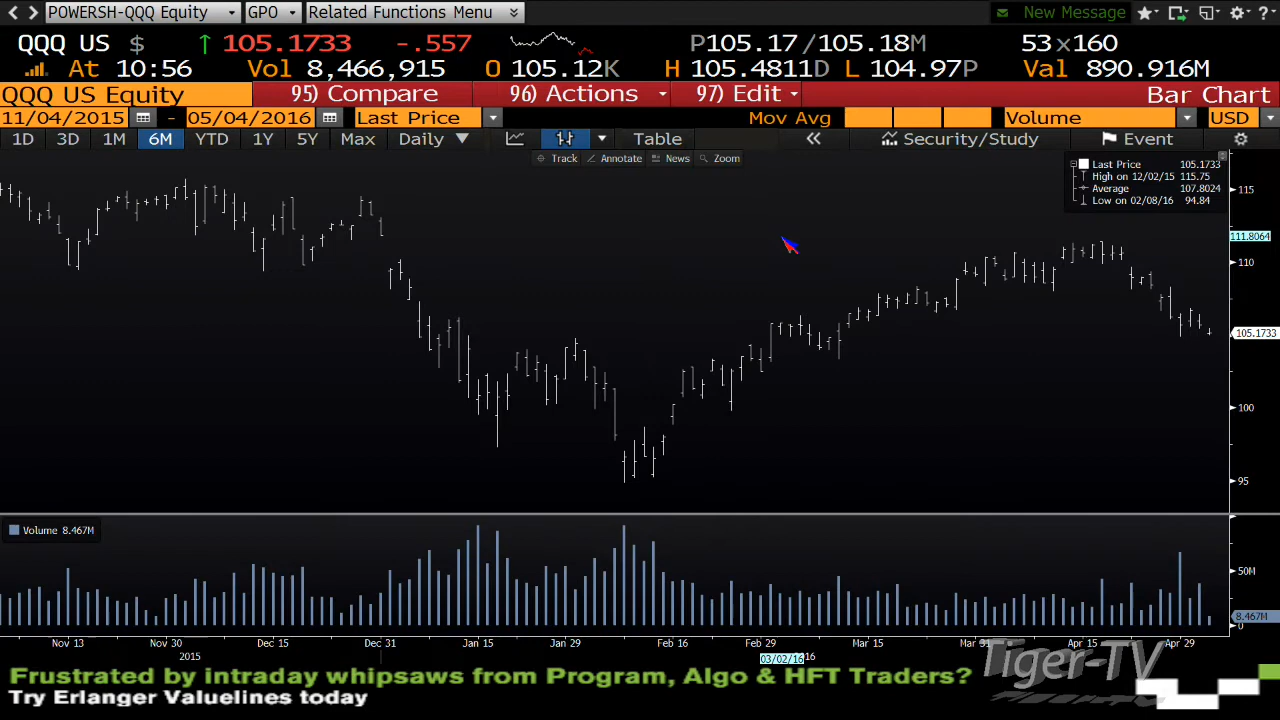 POWERSH-QQQ Equity GPO Related Functions Menu New Message ?
QQQ US $ ↑ 105.1733 -.557 P105.17/105.18M 53x160
At 10:56 Vol 8,466,915 O 105.12K H 105.4811D L 104.97P Val 890.916M
QQQ US Equity 95) Compare 96) Actions 97) Edit Bar Chart
11/04/2015 - 05/04/2016 Last Price Mov Avg Volume USD
1D 3D 1M 6M YTD 1Y 5Y Max Daily Table Security/Study Event
Track Annotate News Zoom
Last Price 105.1733
High on 12/02/15 115.75
Average 107.8024
Low on 02/08/16 94.84
115
111.8064
110
105.1733
100
95
Volume 8.467M
50M
8.467M
0
Nov 13 Nov 30 Dec 15 Dec 31 Jan 15 Jan 29 Feb 16 Feb 29 Mar 15 Mar 31 Apr 15 Apr 29
2015 03/02/16 16
Tiger-TV
Frustrated by intraday whipsaws from Program, Algo & HFT Traders?
Try Erlanger Valuelines today